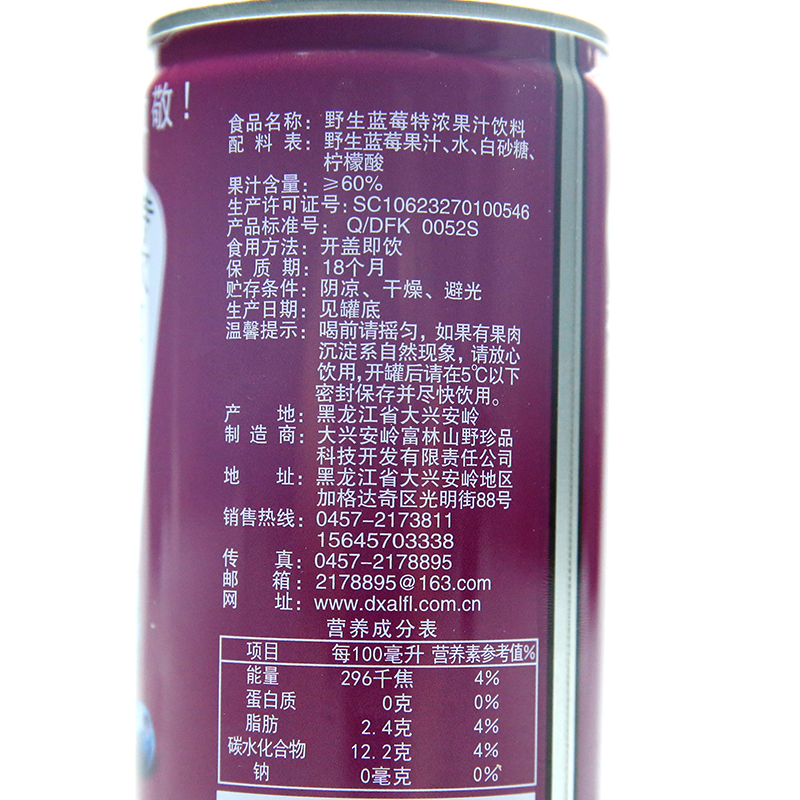 敬！
食品名称：野生蓝莓特浓果汁饮料
配料表：野生蓝莓果汁、水、白砂糖、
柠檬酸
果汁含量：≥60%
生产许可证号：SC10623270100546
产品标准号：Q/DFK 0052S
食用方法：开盖即饮
保质期：18个月
贮存条件：阴凉、干燥、避光
生产日期：见罐底
温馨提示：喝前请摇匀，如果有果肉
沉淀系自然现象，请放心
饮用，开罐后请在5℃以下
密封保存并尽快饮用。
产地：黑龙江省大兴安岭
制造商：大兴安岭富林山野珍品
科技开发有限责任公司
地址：黑龙江省大兴安岭地区
加格达奇区光明街88号
销售热线：0457-2173811
15645703338
传真：0457-2178895
邮箱：2178895@163.com
网址：www.dxalfl.com.cn
营养成分表
项目 每100毫升 营养素参考值%
能量 296千焦 4%
蛋白质 0克 0%
脂肪 2.4克 4%
碳水化合物 12.2克 4%
钠 0毫克 0%